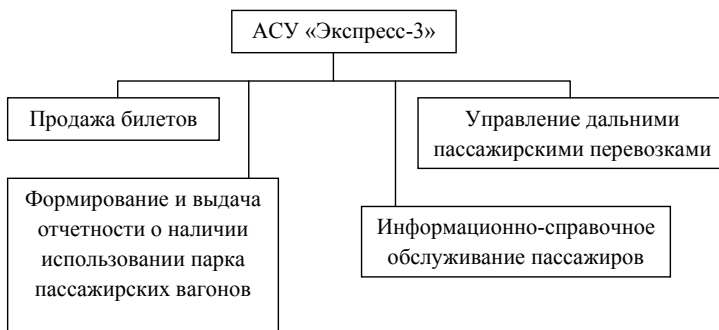 АСУ «Экспресс-3»
Продажа билетов
Управление дальними
пассажирскими перевозками
Формирование и выдача
отчетности о наличии
использовании парка
пассажирских вагонов
Информационно-справочное
обслуживание пассажиров